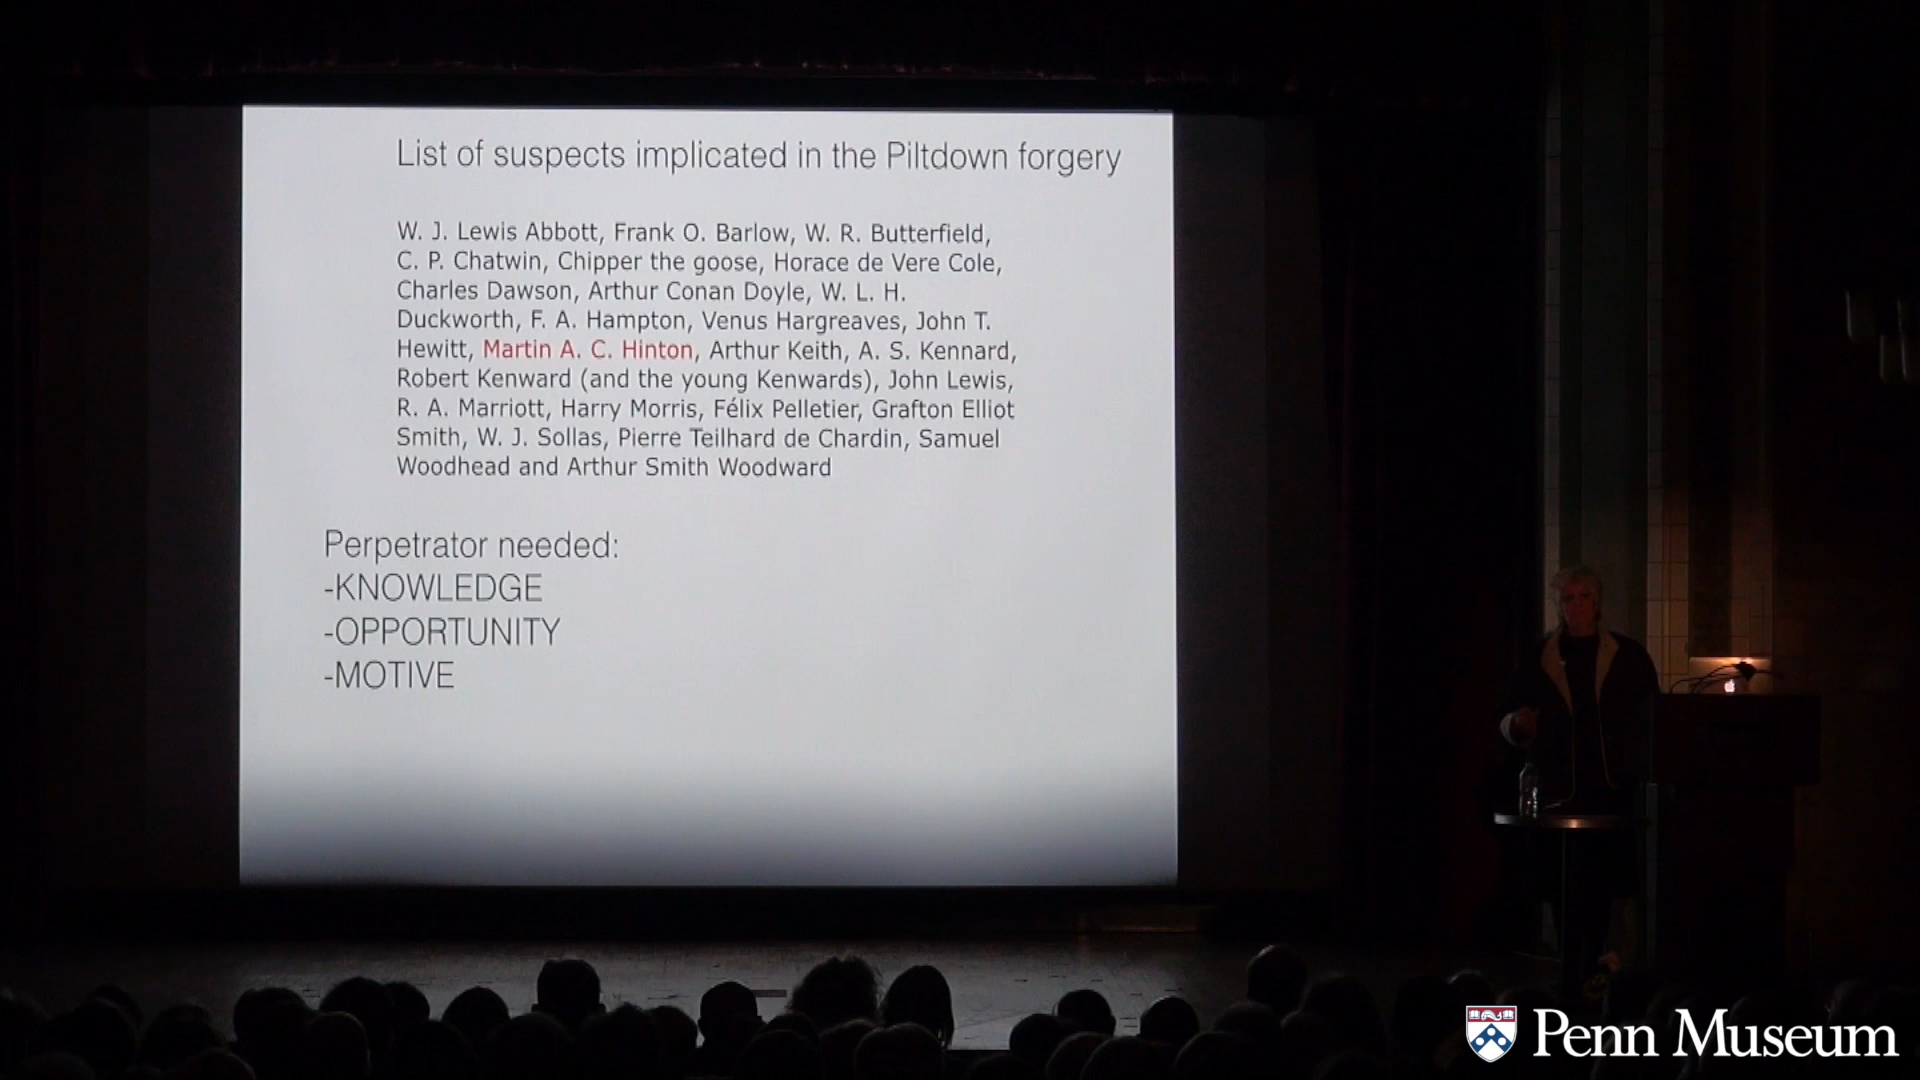 List of suspects implicated in the Piltdown forgery
W. J. Lewis Abbott, Frank O. Barlow, W. R. Butterfield,
C. P. Chatwin, Chipper the goose, Horace de Vere Cole,
Charles Dawson, Arthur Conan Doyle, W. L. H.
Duckworth, F. A. Hampton, Venus Hargreaves, John T.
Hewitt, Martin A. C. Hinton, Arthur Keith, A. S. Kennard,
Robert Kenward (and the young Kenwards), John Lewis,
R. A. Marriott, Harry Morris, Félix Pelletier, Grafton Elliot
Smith, W. J. Sollas, Pierre Teilhard de Chardin, Samuel
Woodhead and Arthur Smith Woodward
Perpetrator needed:
-KNOWLEDGE
-OPPORTUNITY
-MOTIVE
Penn Museum